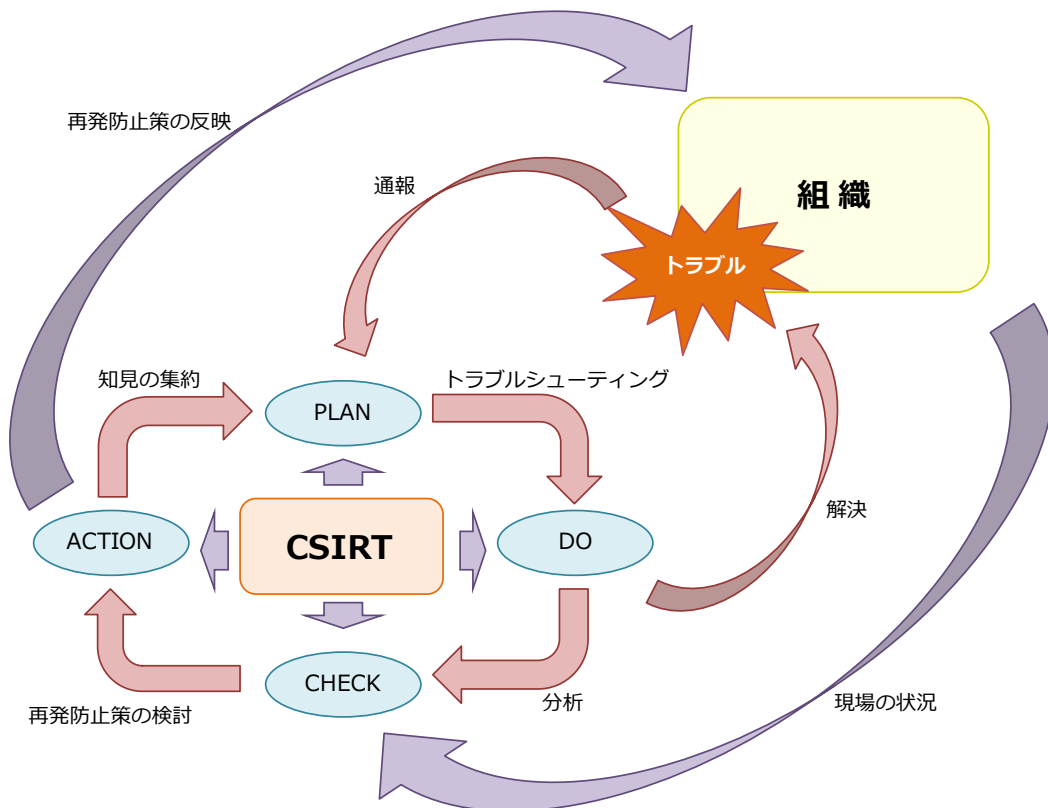 再発防止策の反映
通報
組織
トラブル
知見の集約
トラブルシューティング
PLAN
ACTION
CSIRT
DO
解決
CHECK
再発防止策の検討
分析
現場の状況